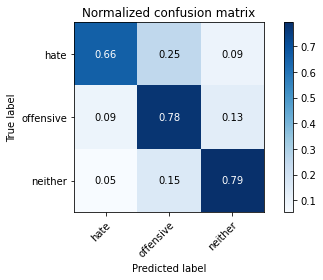 Normalized confusion matrix
True label
hate
offensive
neither
0.66 0.25 0.09
0.09 0.78 0.13
0.05 0.15 0.79
hate
offensive
neither
Predicted label
0.7
0.6
0.5
0.4
0.3
0.2
0.1